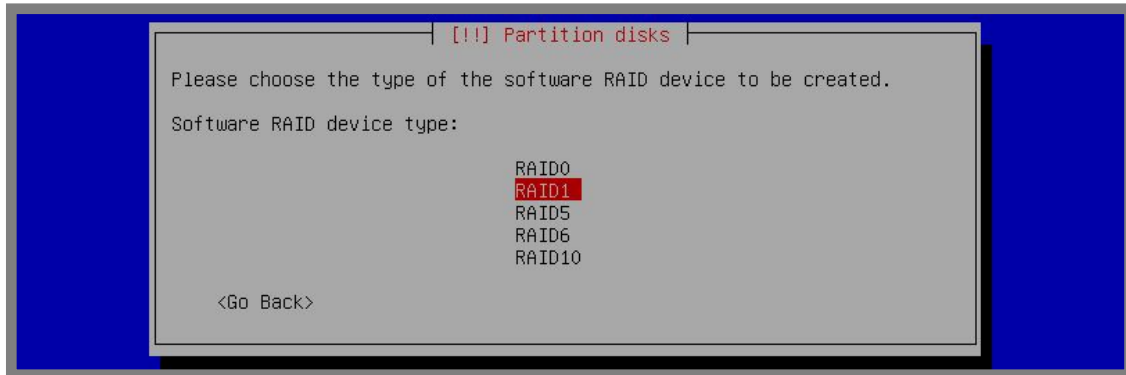 [!!] Partition disks
Please choose the type of the software RAID device to be created.
Software RAID device type:
RAID0
RAID1
RAID5
RAID6
RAID10
<Go Back>